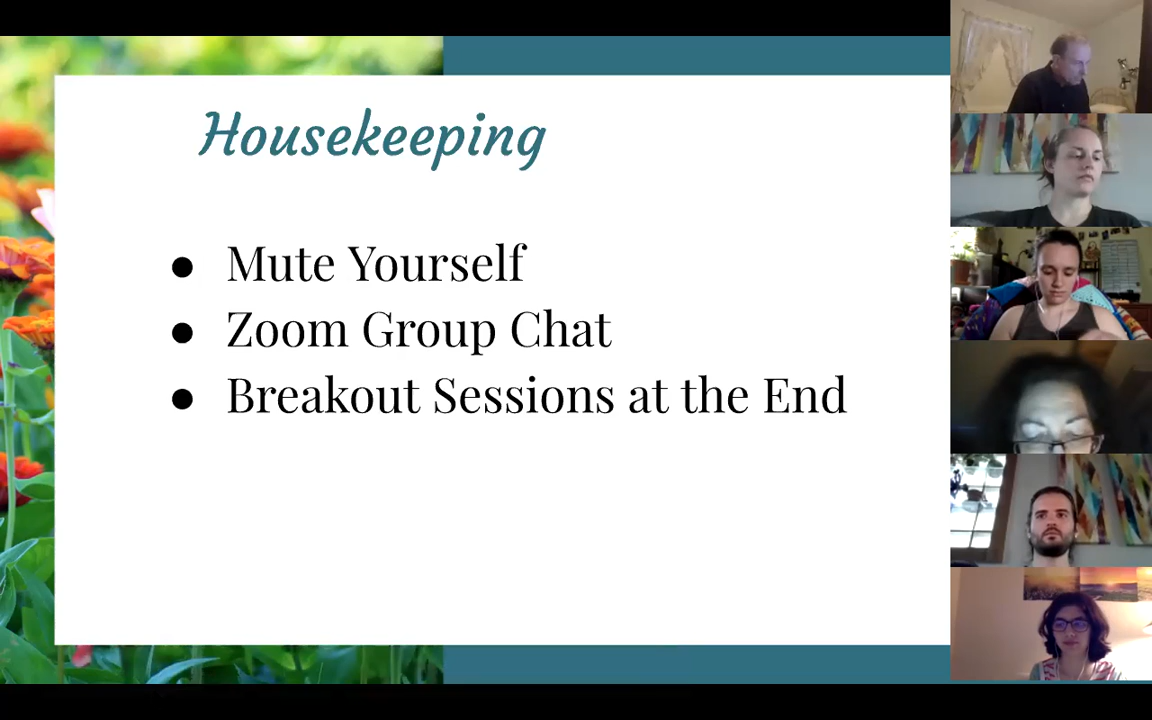 Housekeeping
● Mute Yourself
● Zoom Group Chat
● Breakout Sessions at the End